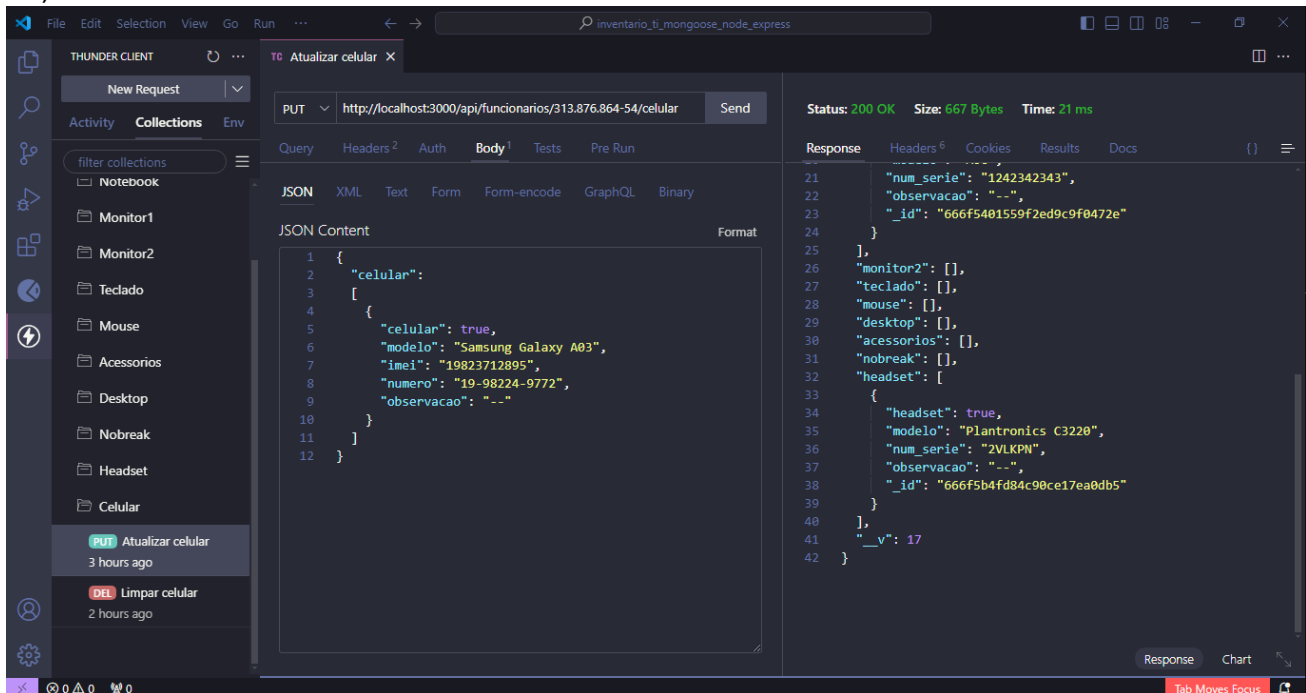 File Edit Selection View Go Run ··· ← → inventario_ti_mongoose_node_express
THUNDER CLIENT
New Request
Activity Collections Env
filter collections
Notebook
Monitor1
Monitor2
Teclado
Mouse
Acessorios
Desktop
Nobreak
Headset
Celular
PUT Atualizar celular
3 hours ago
DEL Limpar celular
2 hours ago
TC Atualizar celular ×
PUT http://localhost:3000/api/funcionarios/313.876.864-54/celular Send
Query Headers 2 Auth Body 1 Tests Pre Run
JSON XML Text Form Form-encode GraphQL Binary
JSON Content Format
1 {
2 "celular":
3 [
4 {
5 "celular": true,
6 "modelo": "Samsung Galaxy A03",
7 "imei": "19823712895",
8 "numero": "19-98224-9772",
9 "observacao": "--"
10 }
11 ]
12 }
Status: 200 OK Size: 667 Bytes Time: 21 ms
Response Headers 6 Cookies Results Docs {}
21 "num_serie": "1242342343",
22 "observacao": "--",
23 "_id": "666f5401559f2ed9c9f0472e"
24 }
25 ],
26 "monitor2": [],
27 "teclado": [],
28 "mouse": [],
29 "desktop": [],
30 "acessorios": [],
31 "nobreak": [],
32 "headset": [
33 {
34 "headset": true,
35 "modelo": "Plantronics C3220",
36 "num_serie": "2VLKPN",
37 "observacao": "--",
38 "_id": "666f5b4fd84c90ce17ea0db5"
39 }
40 ],
41 "__v": 17
42 }
Response Chart
0 0 0 Tab Moves Focus